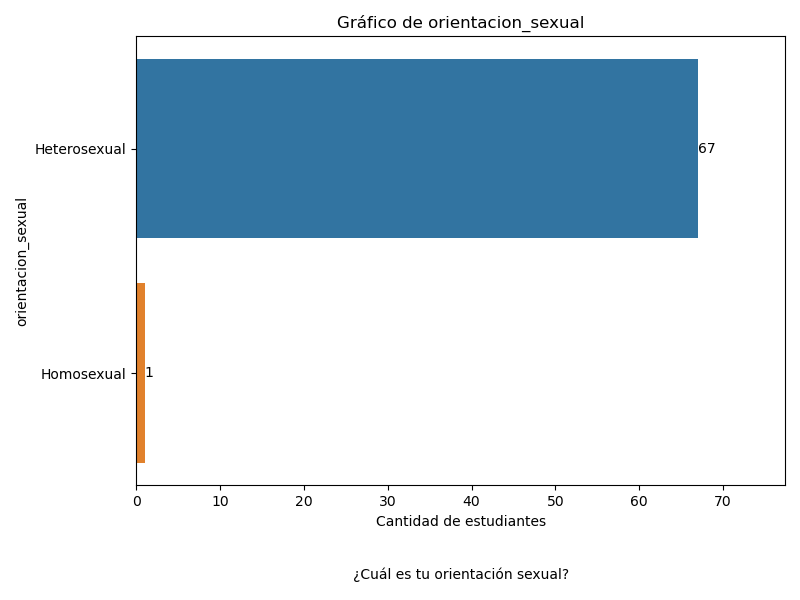 Gráfico de orientacion_sexual
Heterosexual
67
orientacion_sexual
Homosexual
1
0 10 20 30 40 50 60 70
Cantidad de estudiantes
¿Cuál es tu orientación sexual?